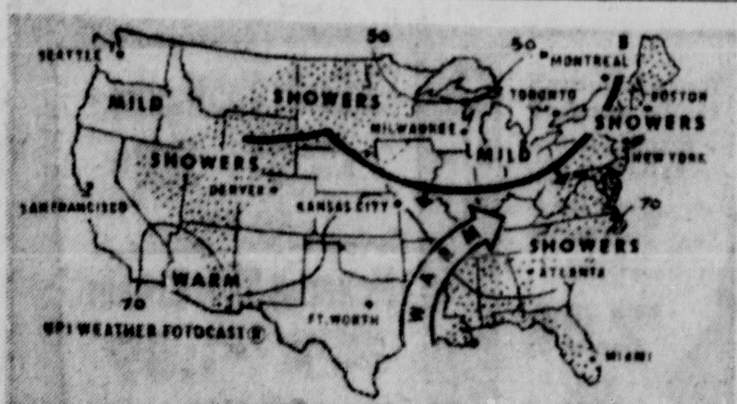 50
50
B
SEATTLE
MONTREAL
MILD
SHOWERS
TORONTO
BOSTON
MILWAUKEE
SHOWERS
SHOWERS
MILD
NEW YORK
DENVER
SAN FRANCISCO
KANSAS CITY
70
SHOWERS
WARM
WARM
ATLANTA
70
FT. WORTH
UPI WEATHER FOTOCAST ®
MIAMI